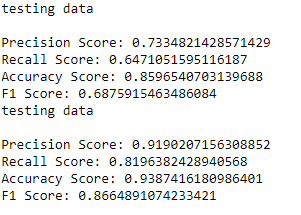 testing data
Precision Score: 0.7334821428571429
Recall Score: 0.6471051595116187
Accuracy Score: 0.8596540703139688
F1 Score: 0.6875915463486084
testing data
Precision Score: 0.9190207156308852
Recall Score: 0.8196382428940568
Accuracy Score: 0.9387416180986401
F1 Score: 0.8664891074233421